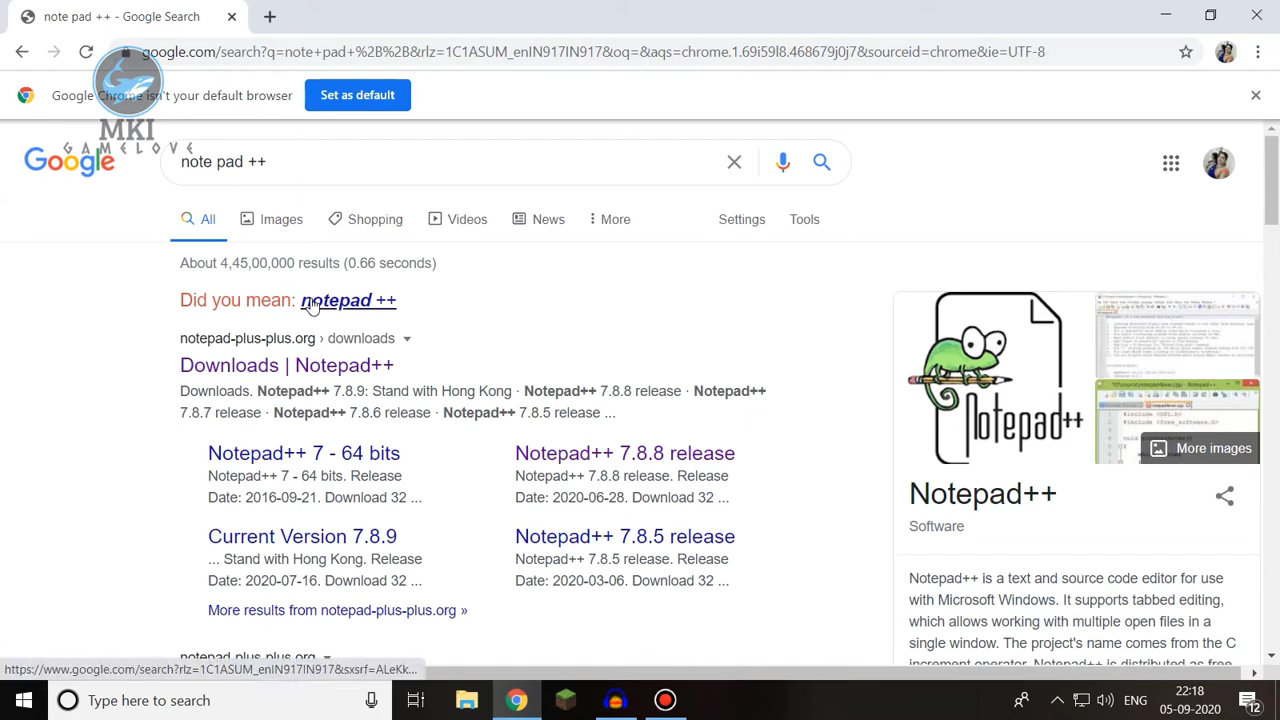 note pad ++ - Google Search
google.com/search?q=note+pad+%2B%2B&rlz=1C1ASUM_enIN917IN917&oq=&aqs=chrome.1.69i59l8.468679j0j7&sourceid=chrome&ie=UTF-8
Google Chrome isn't your default browser
Set as default
MKI
GAMELOVE
Google
note pad ++
All
Images
Shopping
Videos
News
More
Settings
Tools
About 4,45,00,000 results (0.66 seconds)
Did you mean: notepad ++
notepad-plus-plus.org › downloads
Downloads | Notepad++
Downloads. Notepad++ 7.8.9: Stand with Hong Kong · Notepad++ 7.8.8 release · Notepad++
7.8.7 release · Notepad++ 7.8.6 release · Notepad++ 7.8.5 release ...
Notepad++ 7 - 64 bits
Notepad++ 7 - 64 bits. Release
Date: 2016-09-21. Download 32 ...
Notepad++ 7.8.8 release
Notepad++ 7.8.8 release. Release
Date: 2020-06-28. Download 32 ...
Current Version 7.8.9
... Stand with Hong Kong. Release
Date: 2020-07-16. Download 32 ...
Notepad++ 7.8.5 release
Notepad++ 7.8.5 release. Release
Date: 2020-03-06. Download 32 ...
More results from notepad-plus-plus.org »
notepad-plus-plus.org
Notepad++
More images
Notepad++
Software
Notepad++ is a text and source code editor for use
with Microsoft Windows. It supports tabbed editing,
which allows working with multiple open files in a
single window. The project's name comes from the C
increment operator. Notepad++ is distributed as free
https://www.google.com/search?rlz=1C1ASUM_enIN917IN917&sxsrf=ALeKk...
Type here to search
ENG
22:18
05-09-2020
12